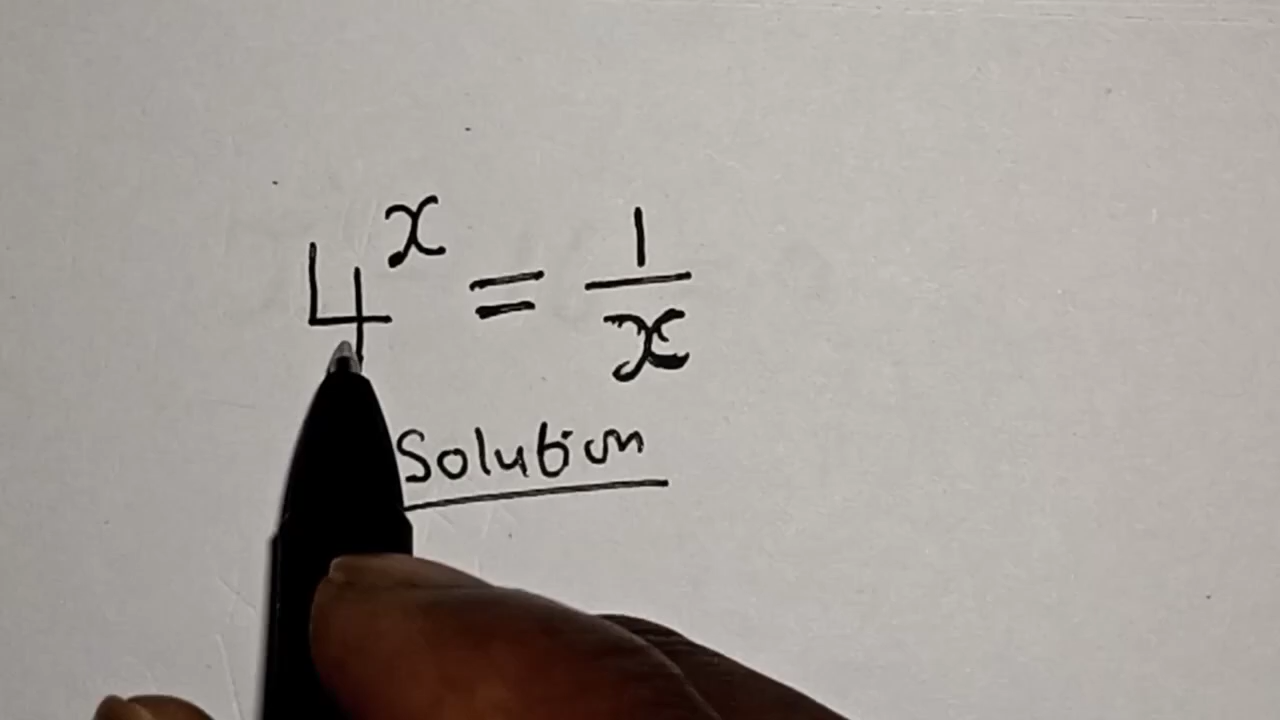 4^x = 1/x
Solution